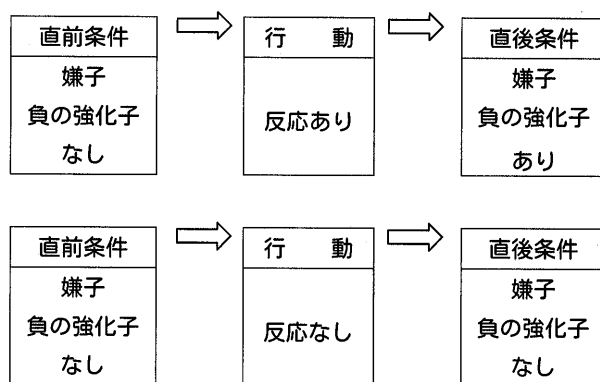 直前条件
嫌子
負の強化子
なし
行 動
反応あり
直後条件
嫌子
負の強化子
あり
直前条件
嫌子
負の強化子
なし
行 動
反応なし
直後条件
嫌子
負の強化子
なし